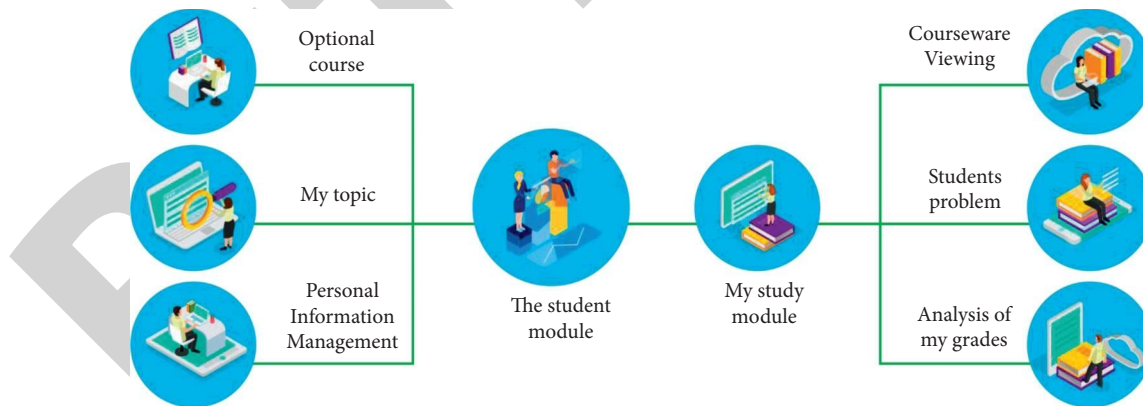 Optional
course
My topic
Personal
Information
Management
The student
module
My study
module
Courseware
Viewing
Students
problem
Analysis of
my grades